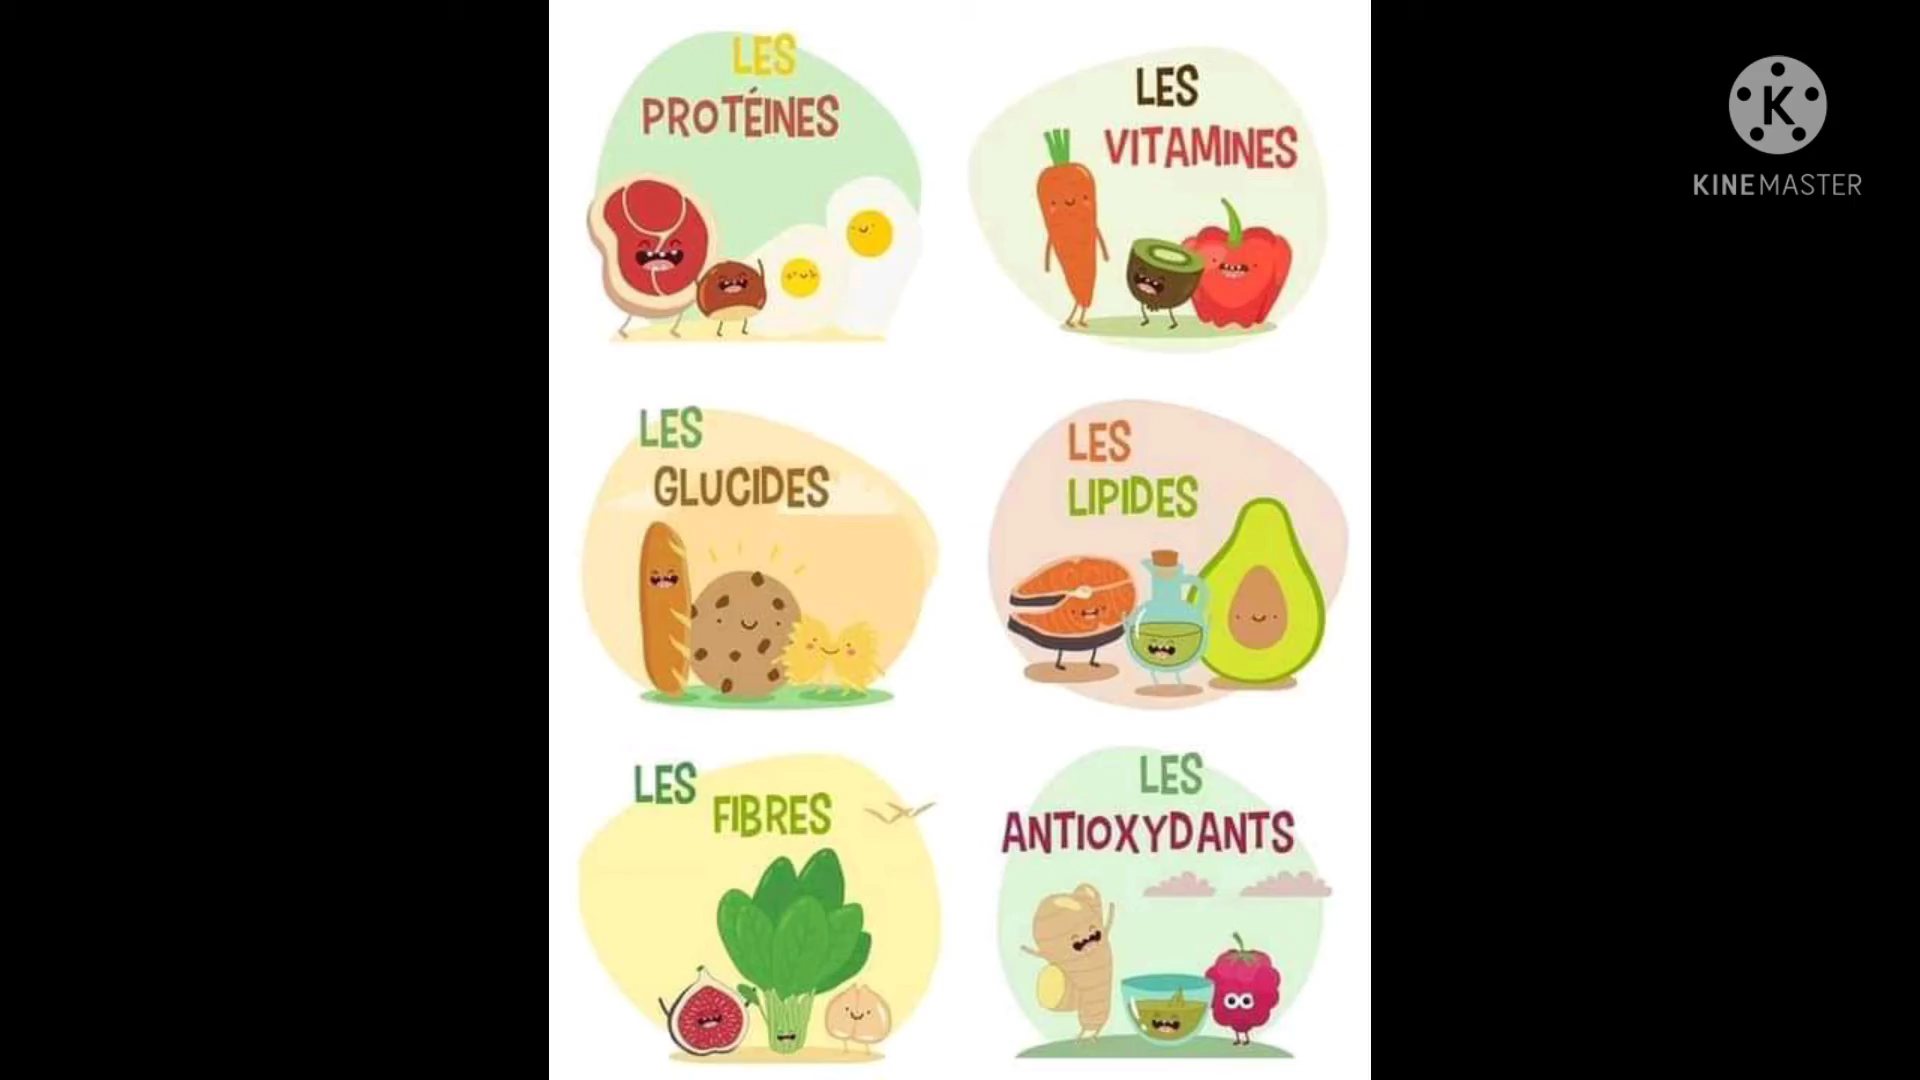 LES
PROTÉINES
LES
VITAMINES
LES
GLUCIDES
LES
LIPIDES
LES
FIBRES
LES
ANTIOXYDANTS
K
KINEMASTER